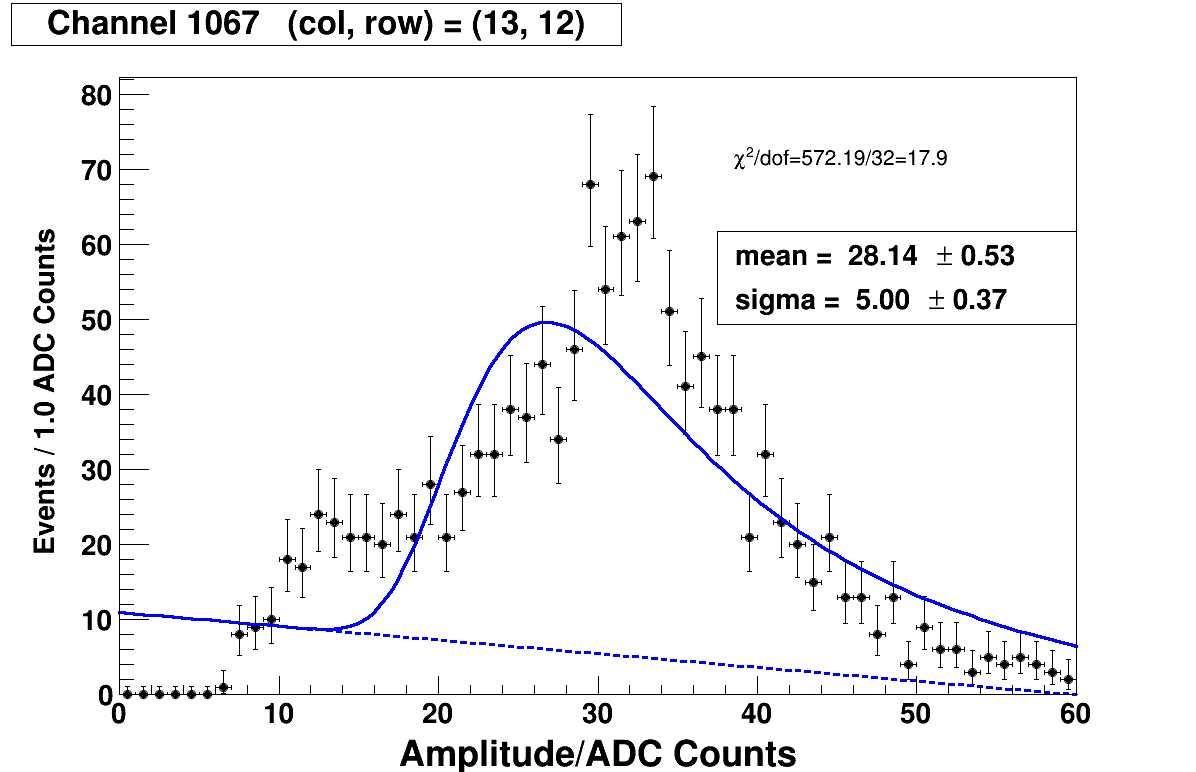 Channel 1067 (col, row) = (13, 12)
80
70
60
50
40
30
20
10
0
Events / 1.0 ADC Counts
χ²/dof=572.19/32=17.9
mean = 28.14 ± 0.53
sigma = 5.00 ± 0.37
0 10 20 30 40 50 60
Amplitude/ADC Counts